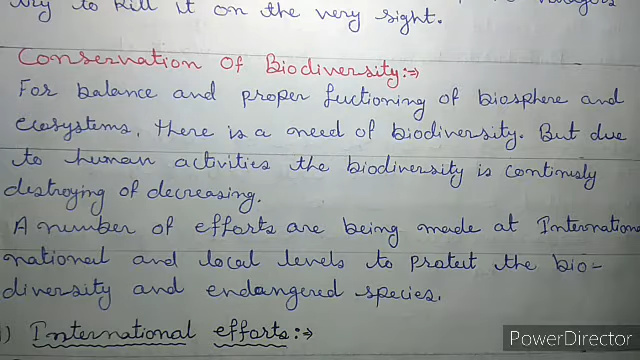 try to kill it on the very sight.
Conservation Of Biodiversity:→
For balance and proper fuctioning of biosphere and
ecosystems, there is a need of biodiversity. But due
to human activities the biodiversity is continusly
destroying of decreasing.
A number of efforts are being made at Internation
national and local levels to protect the bio-
diversity and endangered species.
) International efforts:→
PowerDirector